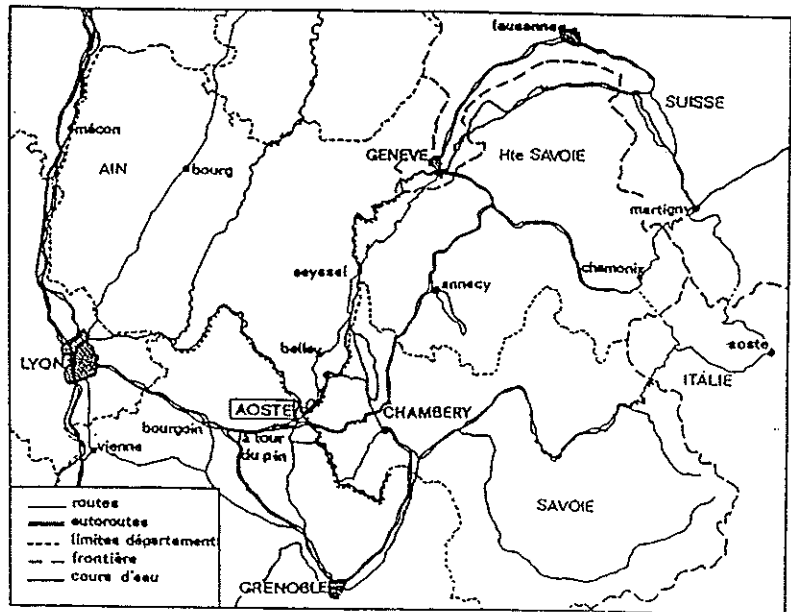 lausanne
SUISSE
mâcon
GENEVE
Hte SAVOIE
AIN
bourg
martigny
seyssel
chamonix
annecy
aoste
belley
LYON
ITALIE
AOSTE
CHAMBERY
bourgoin
la tour
du pin
vienne
routes
autoroutes
limites département
frontière
cours d'eau
SAVOIE
GRENOBLE